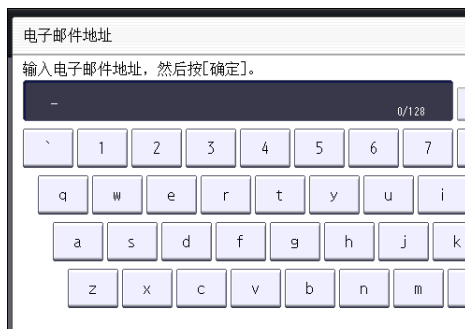 电子邮件地址
输入电子邮件地址，然后按[确定]。
_
0/128
` 1 2 3 4 5 6 7
q w e r t y u i
a s d f g h j k
z x c v b n m